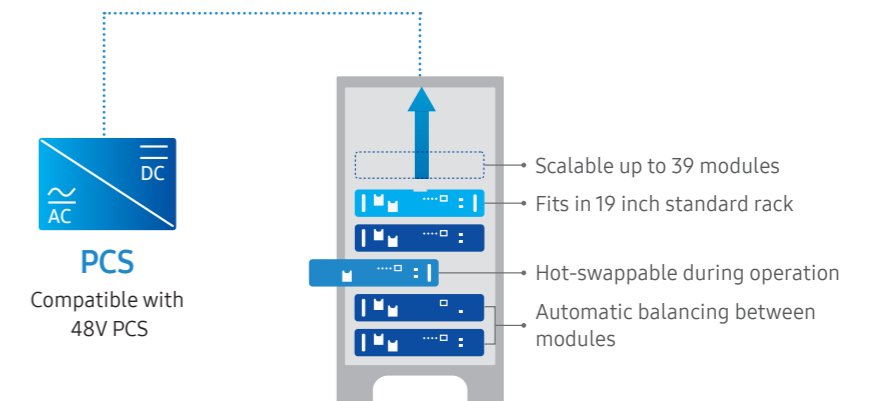 DC
AC
PCS
Compatible with
48V PCS
Scalable up to 39 modules
Fits in 19 inch standard rack
Hot-swappable during operation
Automatic balancing between
modules